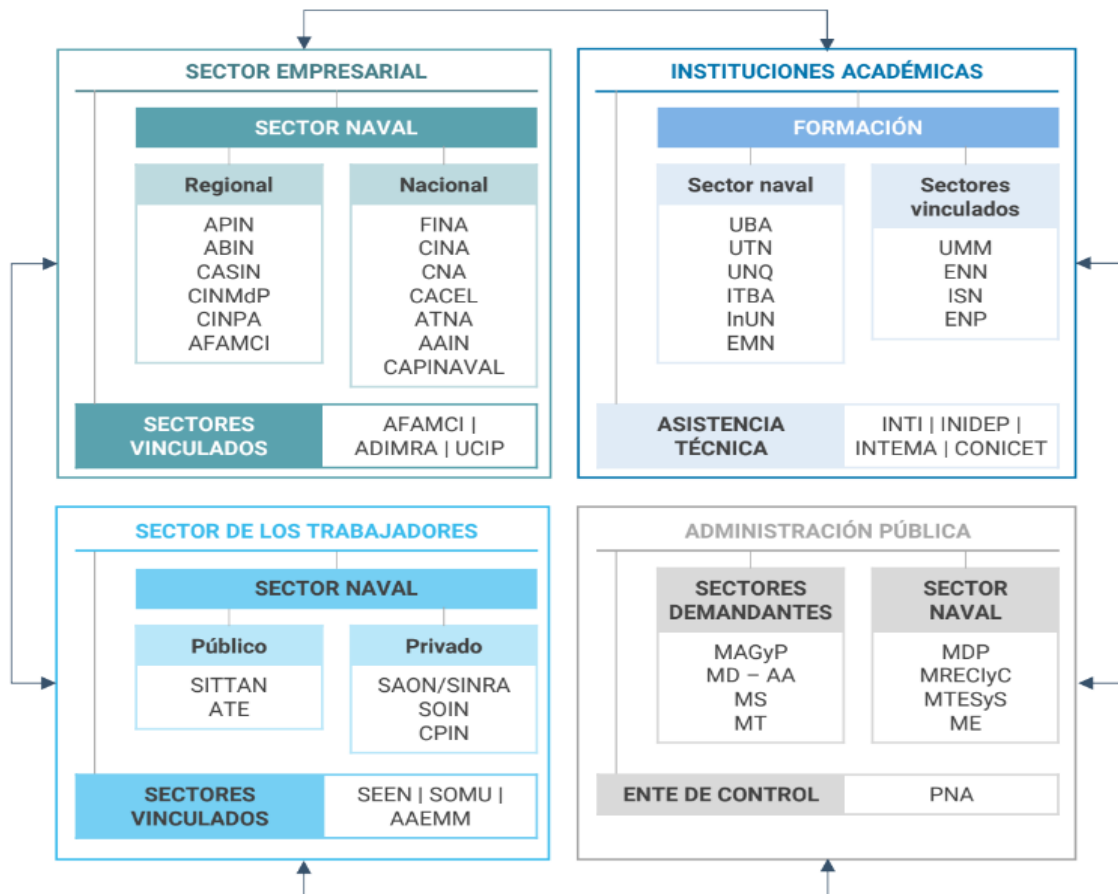 SECTOR EMPRESARIAL
SECTOR NAVAL
Regional
APIN
ABIN
CASIN
CINMdP
CINPA
AFAMCI
Nacional
FINA
CINA
CNA
CACEL
ATNA
AAIN
CAPINAVAL
SECTORES
VINCULADOS
AFAMCI |
ADIMRA | UCIP
INSTITUCIONES ACADÉMICAS
FORMACIÓN
Sector naval
UBA
UTN
UNQ
ITBA
InUN
EMN
Sectores
vinculados
UMM
ENN
ISN
ENP
ASISTENCIA
TÉCNICA
INTI | INIDEP |
INTEMA | CONICET
SECTOR DE LOS TRABAJADORES
SECTOR NAVAL
Público
SITTAN
ATE
Privado
SAON/SINRA
SOIN
CPIN
SECTORES
VINCULADOS
SEEN | SOMU |
AAEMM
ADMINISTRACIÓN PÚBLICA
SECTORES
DEMANDANTES
MAGyP
MD – AA
MS
MT
SECTOR
NAVAL
MDP
MRECIyC
MTESyS
ME
ENTE DE CONTROL
PNA